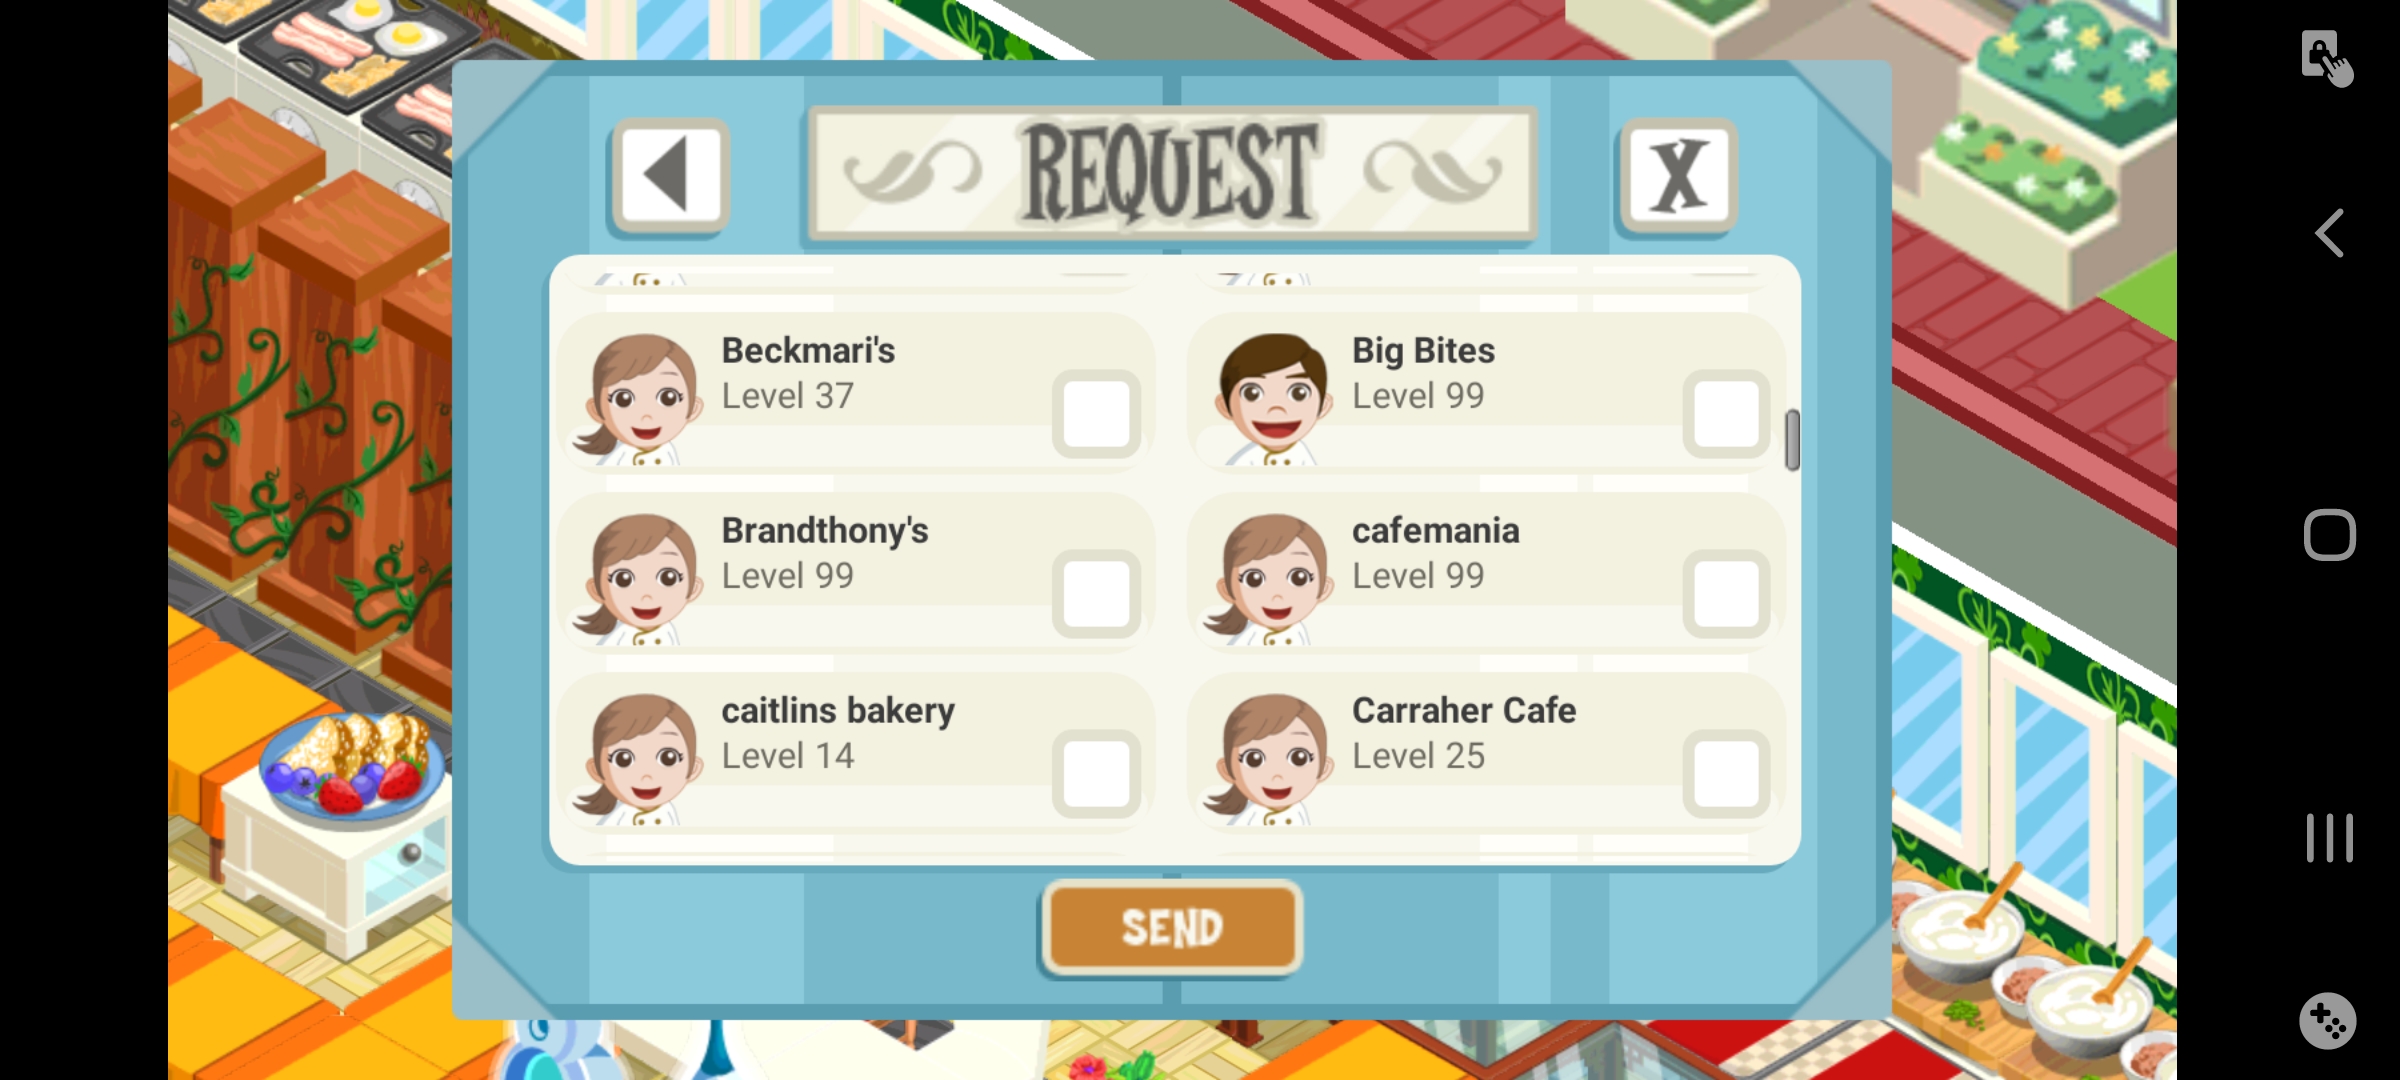 REQUEST
X
Beckmari's
Level 37
Big Bites
Level 99
Brandthony's
Level 99
cafemania
Level 99
caitlins bakery
Level 14
Carraher Cafe
Level 25
SEND